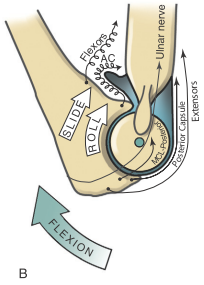 Flexors
AC
Ulnar nerve
SLIDE
ROLL
MCL-Posterior
Posterior Capsule
Extensors
FLEXION
B